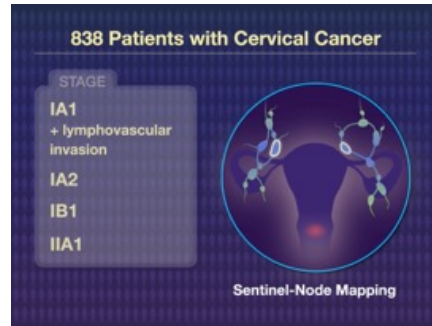 838 Patients with Cervical Cancer
STAGE
IA1
+ lymphovascular
invasion
IA2
IB1
IIA1
Sentinel-Node Mapping